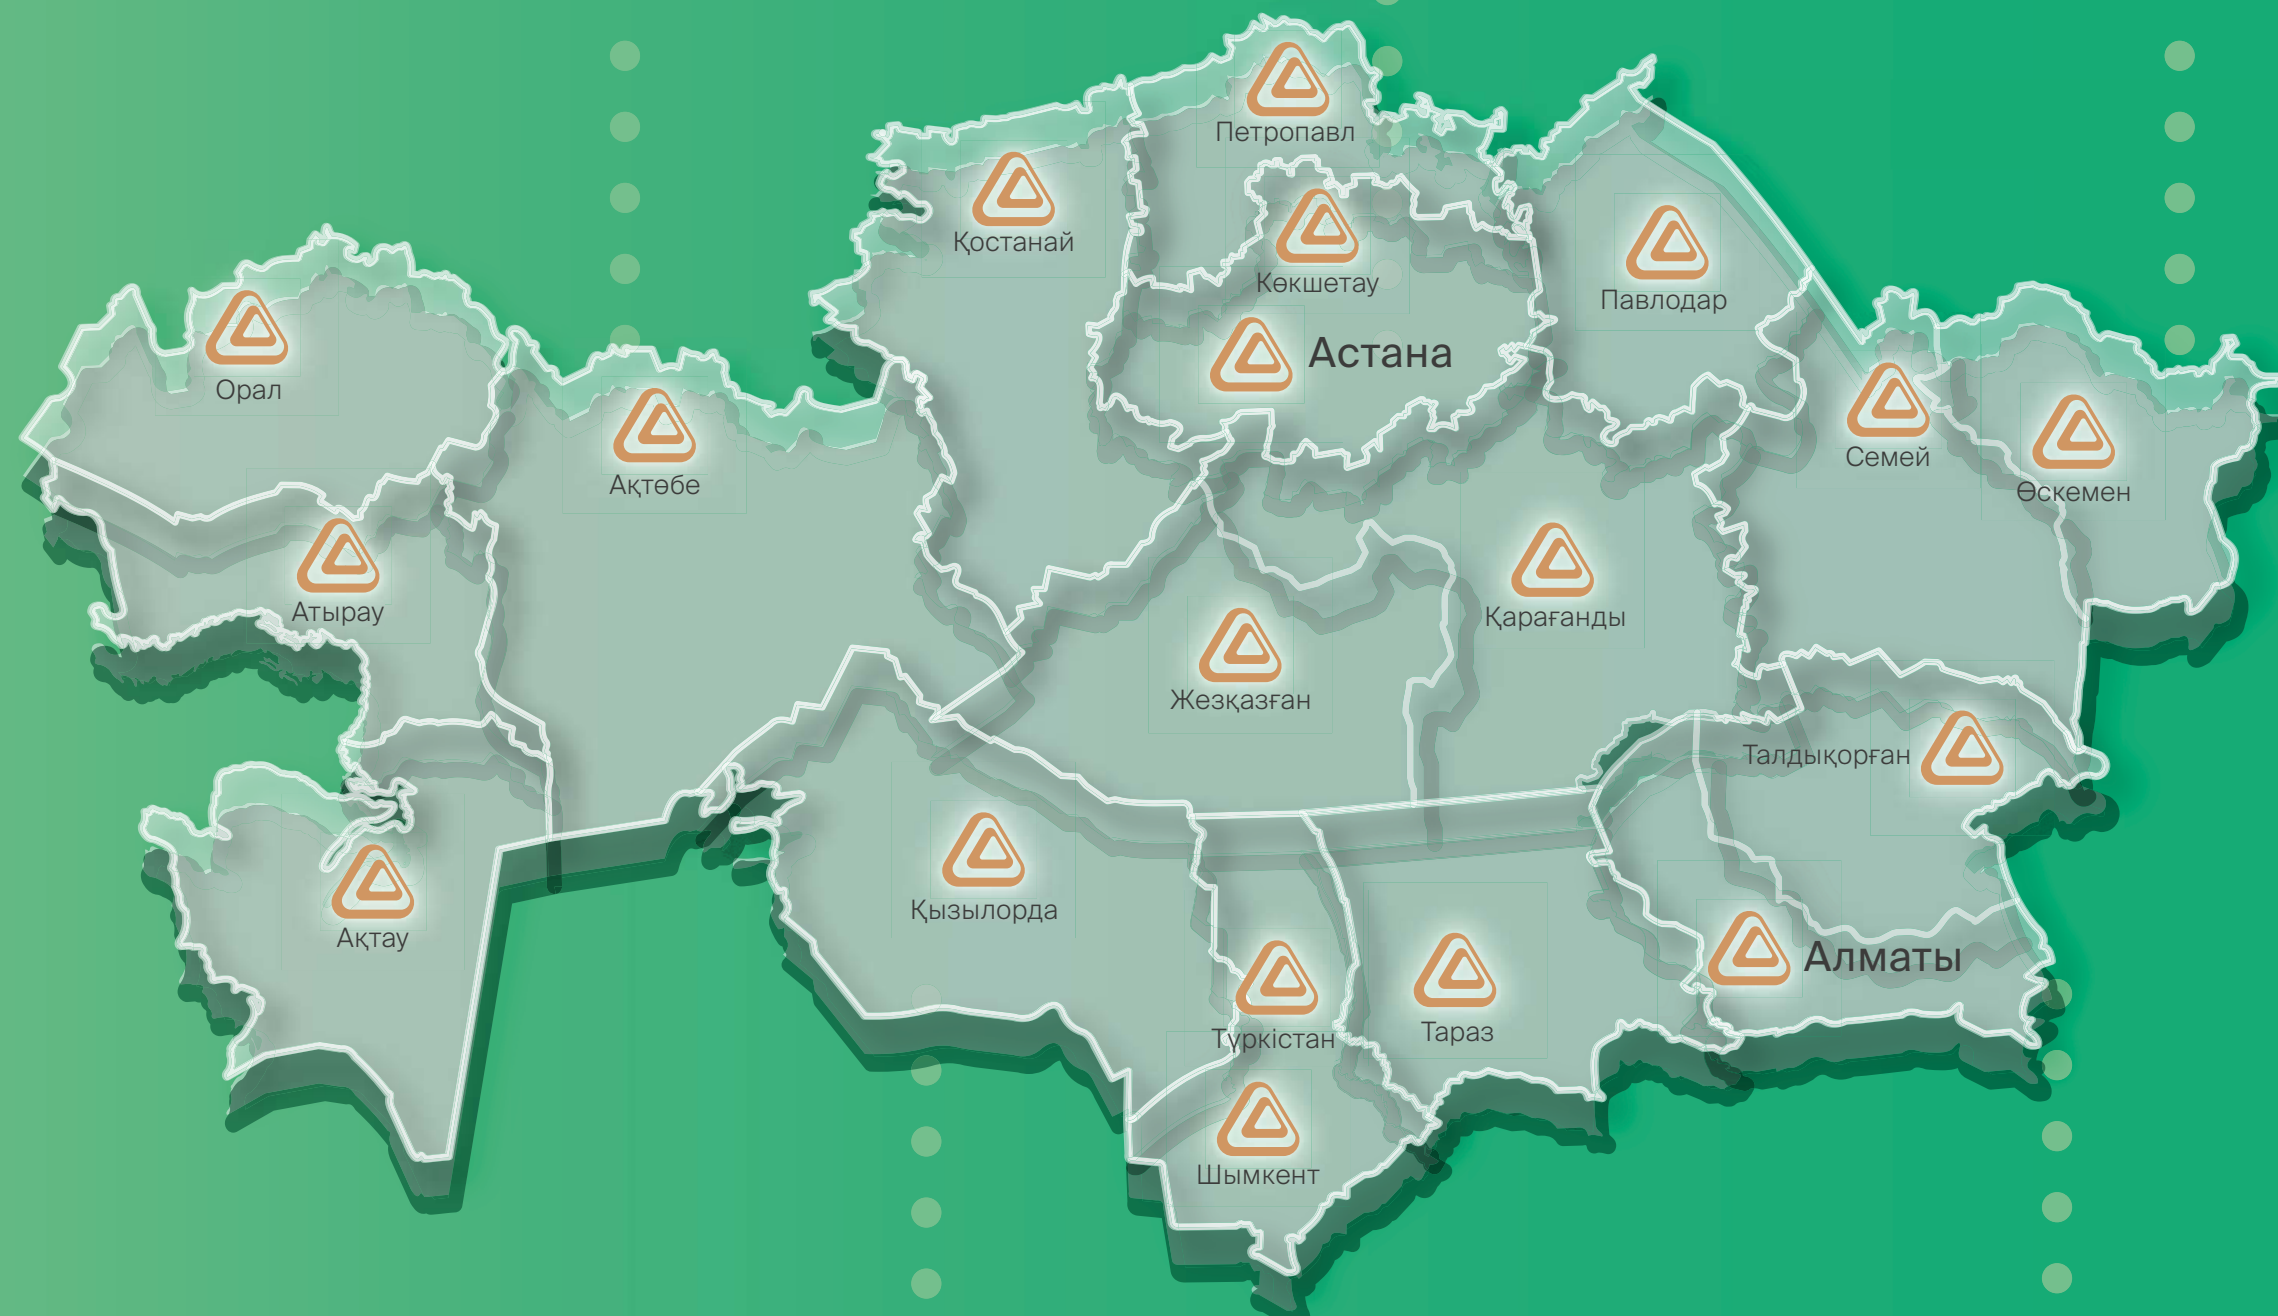 Петропавл
Қостанай
Көкшетау
Павлодар
Астана
Орал
Ақтөбе
Семей
Өскемен
Атырау
Қарағанды
Жезқазған
Талдықорған
Қызылорда
Ақтау
Алматы
Түркістан
Тараз
Шымкент